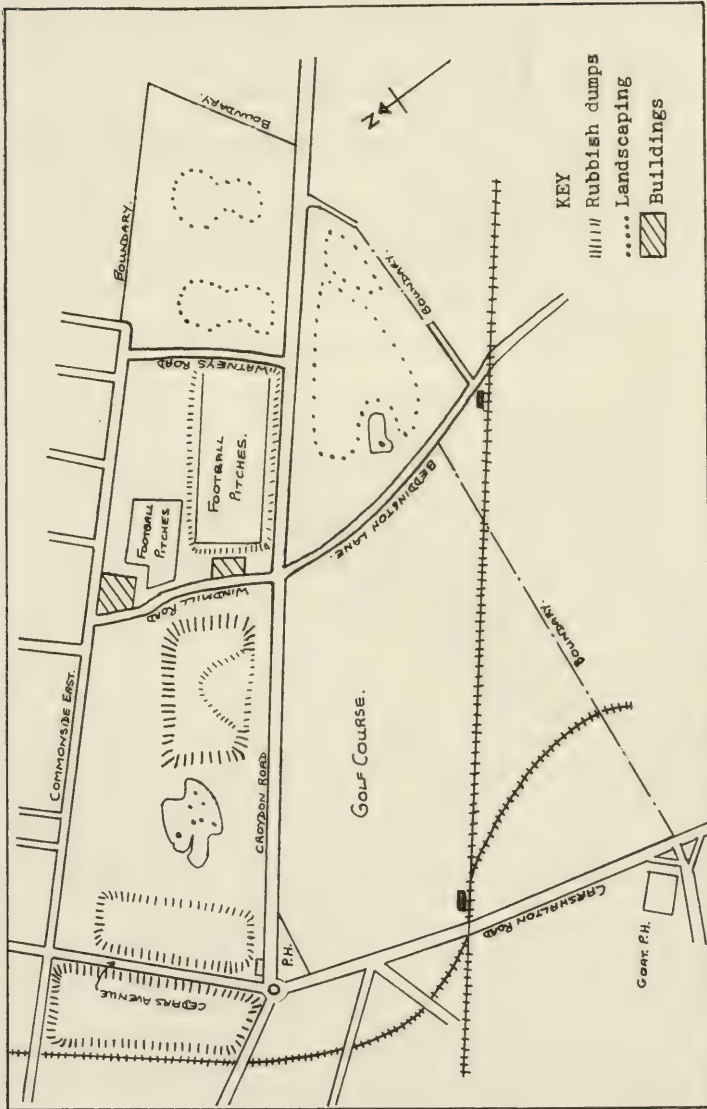 BOUNDARY.
BOUNDARY.
N
KEY
Rubbish dumps
Landscaping
Buildings
WATNEYS ROAD
FOOTBALL
PITCHES.
FOOTBALL
PITCHES
BOUNDARY.
BEDDINGTON LANE.
WINDMILL ROAD
COMMONSIDE EAST.
CROYDON ROAD
GOLF COURSE.
BOUNDARY.
CEDARS AVENUE
P.H.
CARSHALTON ROAD
GOAT. P.H.